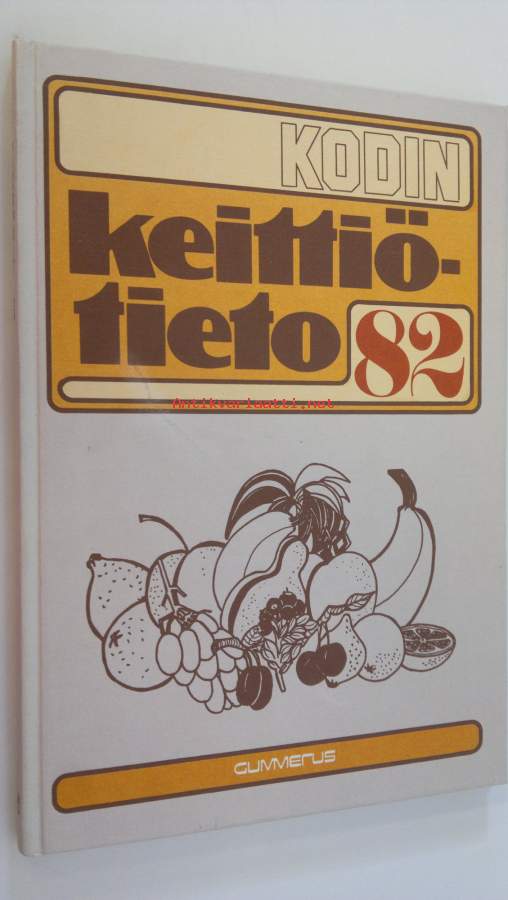 KODIN
keittiö-
tieto 82
Antikvariaatti.net
GUMMERUS